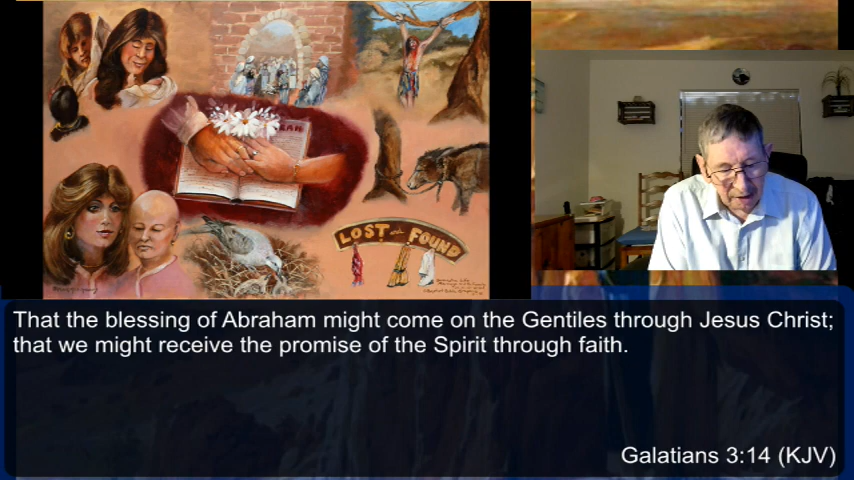 LOST and FOUND
That the blessing of Abraham might come on the Gentiles through Jesus Christ;
that we might receive the promise of the Spirit through faith.
Galatians 3:14 (KJV)